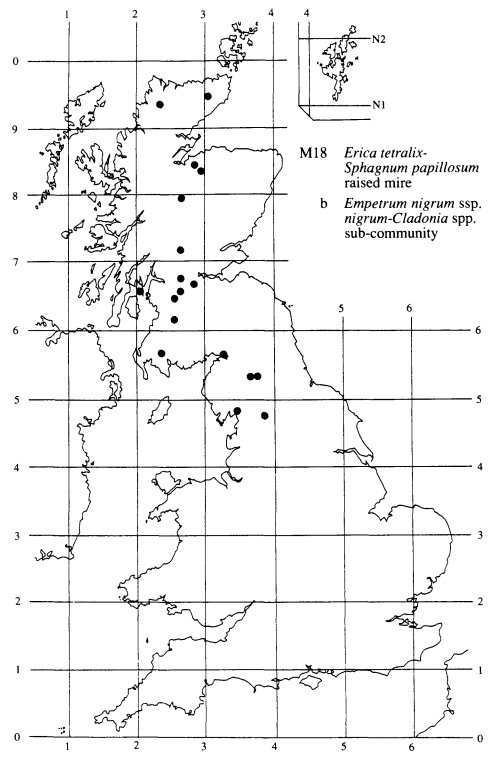 1 2 3 4
4
N2
N1
0
9
8
7
6
5
4
3
2
1
0
M18 Erica tetralix-
Sphagnum papillosum
raised mire
b Empetrum nigrum ssp.
nigrum-Cladonia spp.
sub-community
5 6
6
5
4
3
2
1
0
1 2 3 4 5 6